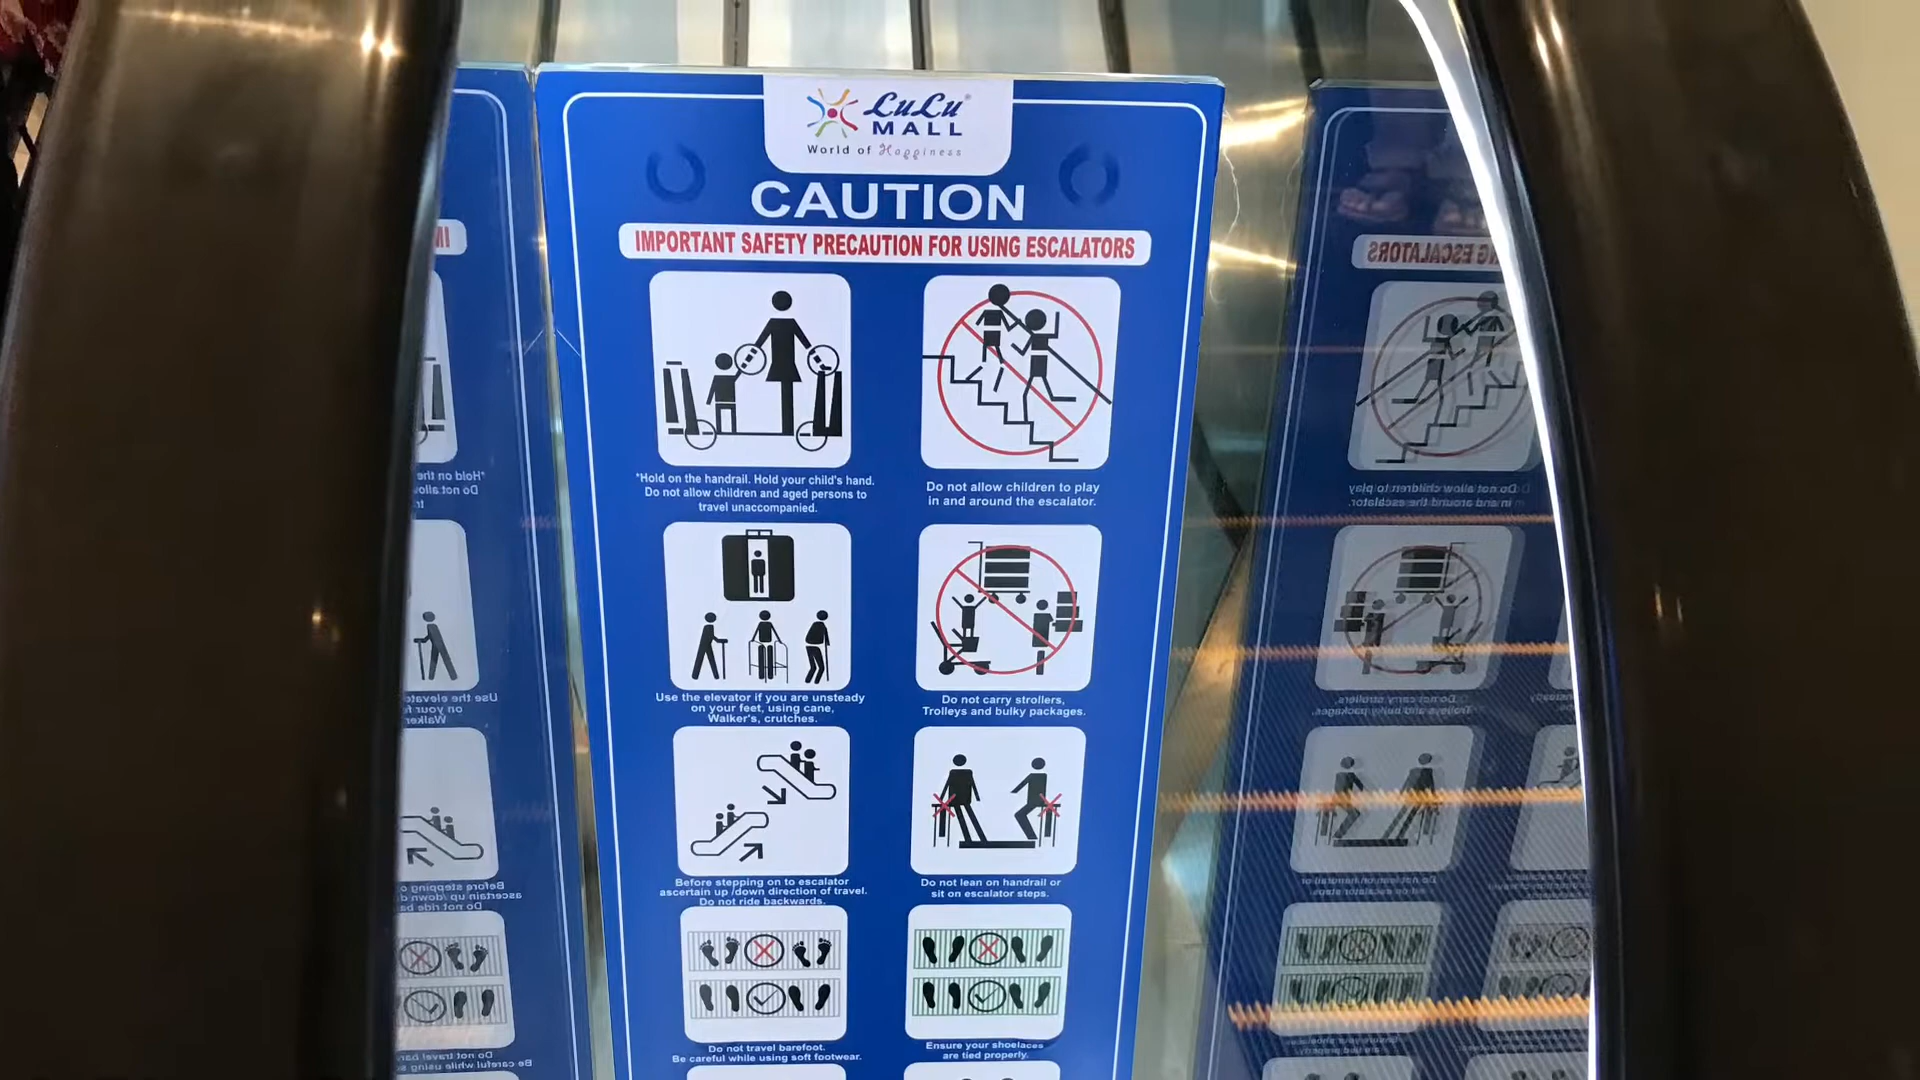 LuLu
MALL
World of Happiness
CAUTION
IMPORTANT SAFETY PRECAUTION FOR USING ESCALATORS
*Hold on the handrail. Hold your child's hand.
Do not allow children and aged persons to
travel unaccompanied.
Do not allow children to play
in and around the escalator.
Use the elevator if you are unsteady
on your feet, using cane,
Walker's, crutches.
Do not carry strollers,
Trolleys and bulky packages.
Before stepping on to escalator
ascertain up /down direction of travel.
Do not ride backwards.
Do not lean on handrail or
sit on escalator steps.
Do not travel barefoot.
Be careful while using soft footwear.
Ensure your shoelaces
are tied properly.